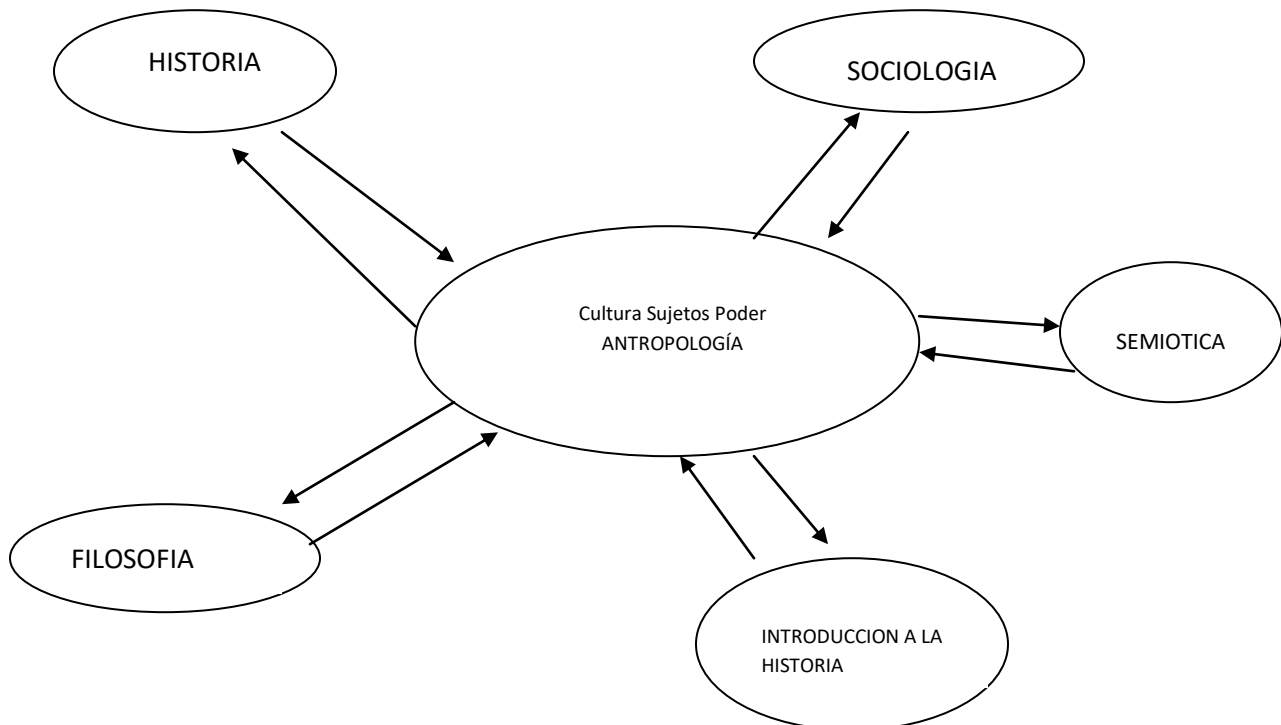 HISTORIA
SOCIOLOGIA
Cultura Sujetos Poder
ANTROPOLOGÍA
SEMIOTICA
FILOSOFIA
INTRODUCCION A LA
HISTORIA